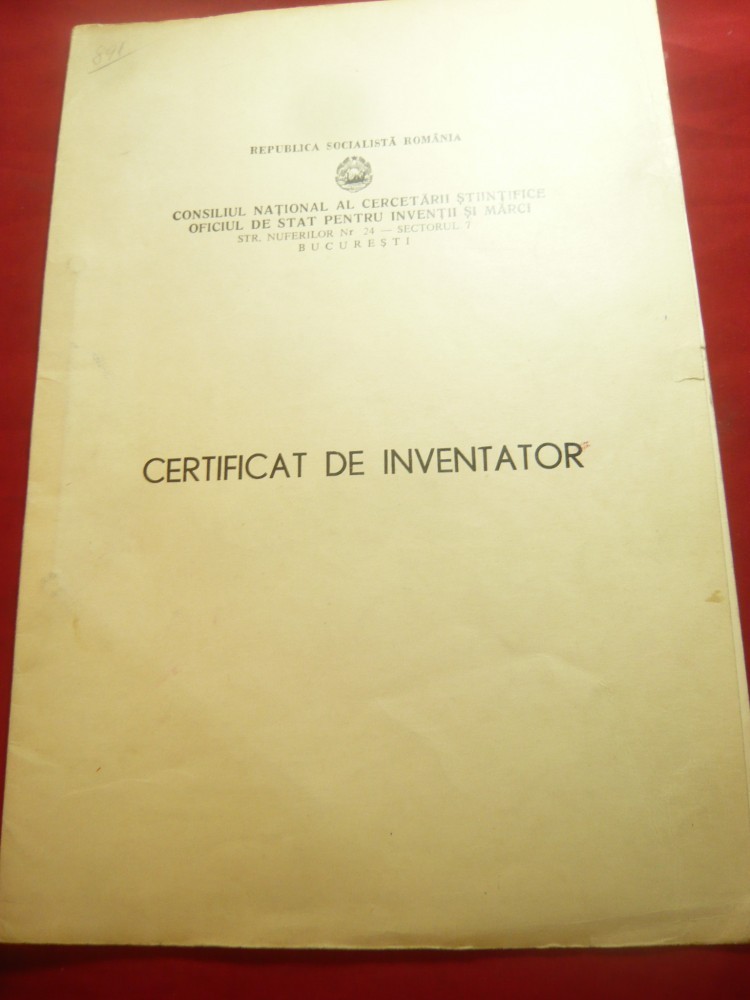 841
REPUBLICA SOCIALISTĂ ROMÂNIA
CONSILIUL NAȚIONAL AL CERCETĂRII ȘTIINȚIFICE
OFICIUL DE STAT PENTRU INVENȚII ȘI MĂRCI
STR. NUFERILOR Nr 24 — SECTORUL 7
BUCUREȘTI
CERTIFICAT DE INVENTATOR